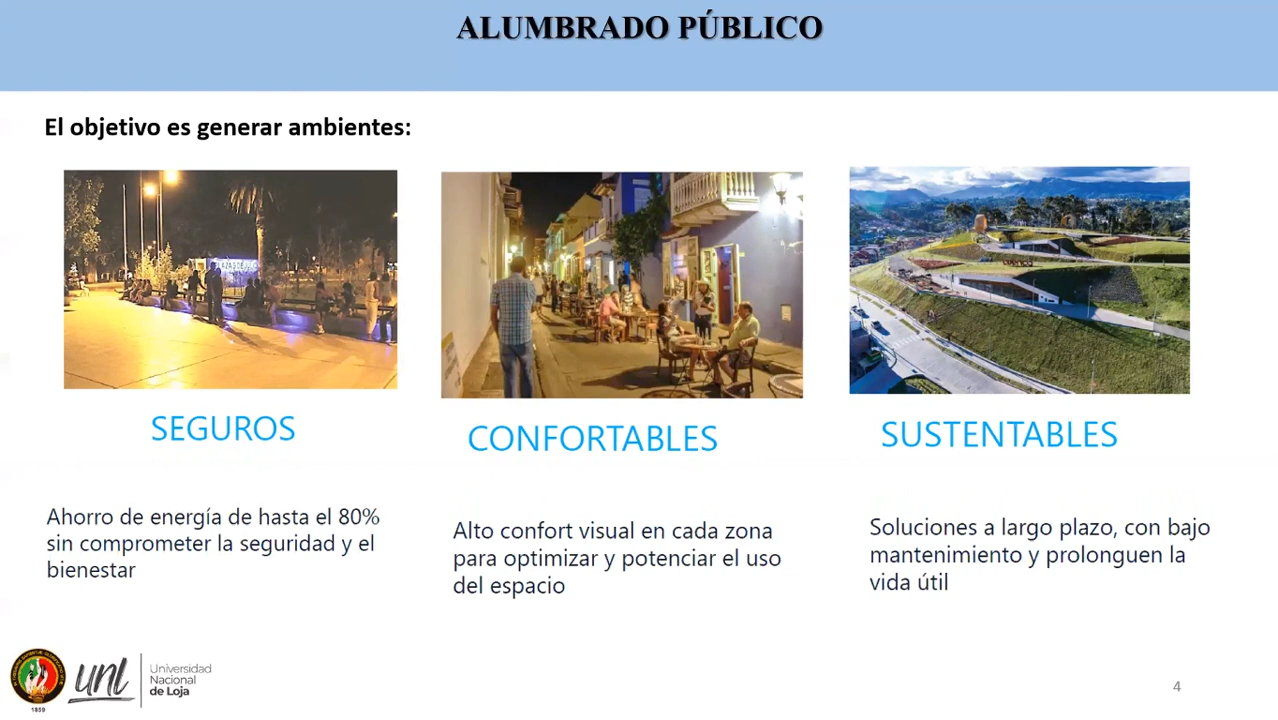 ALUMBRADO PÚBLICO
El objetivo es generar ambientes:
SEGUROS
Ahorro de energía de hasta el 80%
sin comprometer la seguridad y el
bienestar
CONFORTABLES
Alto confort visual en cada zona
para optimizar y potenciar el uso
del espacio
SUSTENTABLES
Soluciones a largo plazo, con bajo
mantenimiento y prolonguen la
vida útil
1859
unl
Universidad
Nacional
de Loja
4